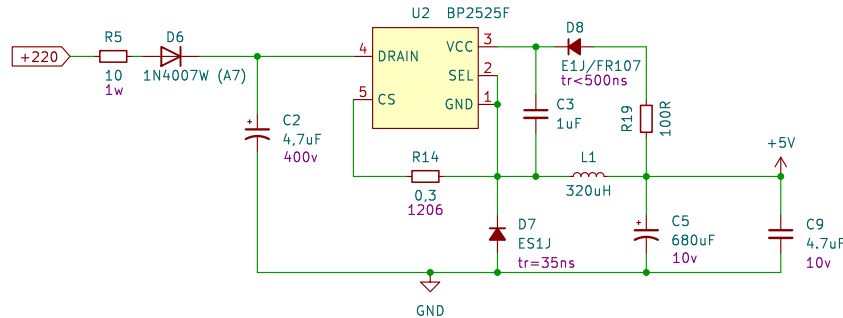 U2 BP2525F
+220
R5
10
1w
D6
1N4007W (A7)
4
DRAIN
5
CS
VCC
3
SEL
2
GND
1
D8
E1J/FR107
tr<500ns
C2
4,7uF
400v
C3
1uF
R19
100R
R14
0,3
1206
L1
320uH
+5V
D7
ES1J
tr=35ns
C5
680uF
10v
C9
4.7uF
10v
GND